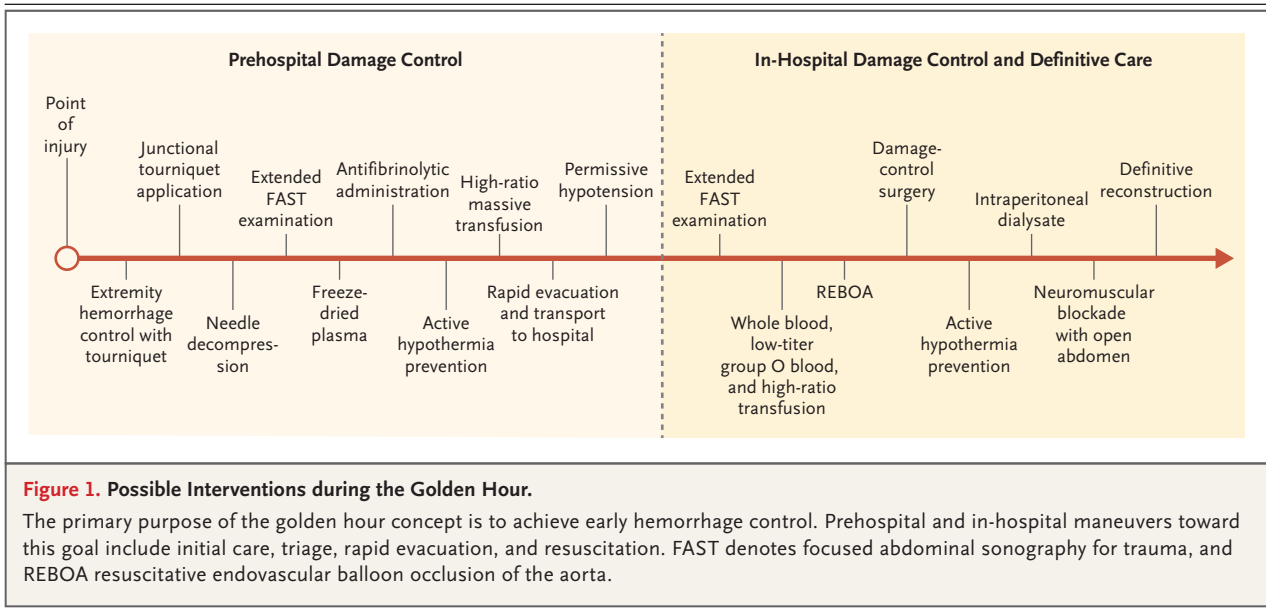 Prehospital Damage Control
Point
of
injury
Extremity
hemorrhage
control with
tourniquet
Junctional
tourniquet
application
Needle
decompres-
sion
Extended
FAST
examination
Freeze-
dried
plasma
Antifibrinolytic
administration
Active
hypothermia
prevention
High-ratio
massive
transfusion
Rapid evacuation
and transport
to hospital
Permissive
hypotension
In-Hospital Damage Control and Definitive Care
Extended
FAST
examination
Whole blood,
low-titer
group O blood,
and high-ratio
transfusion
REBOA
Damage-
control
surgery
Active
hypothermia
prevention
Intraperitoneal
dialysate
Neuromuscular
blockade
with open
abdomen
Definitive
reconstruction
Figure 1. Possible Interventions during the Golden Hour.
The primary purpose of the golden hour concept is to achieve early hemorrhage control. Prehospital and in-hospital maneuvers toward
this goal include initial care, triage, rapid evacuation, and resuscitation. FAST denotes focused abdominal sonography for trauma, and
REBOA resuscitative endovascular balloon occlusion of the aorta.